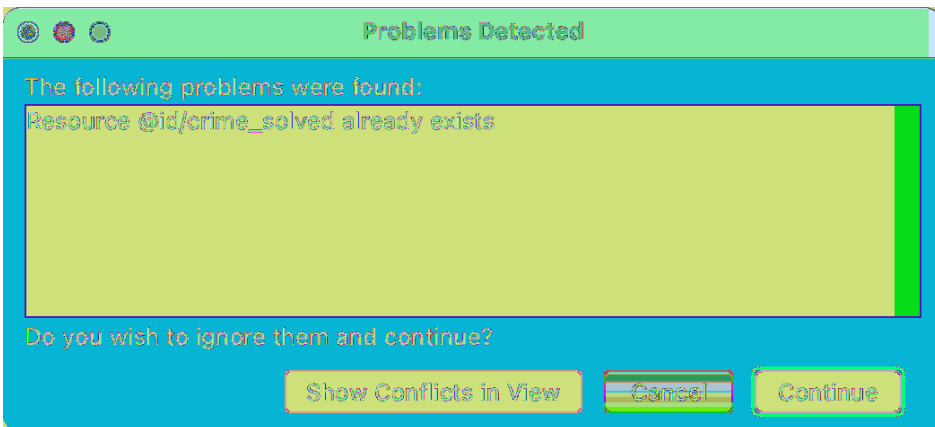 Problems Detected
The following problems were found:
Resource @id/crime_solved already exists
Do you wish to ignore them and continue?
Show Conflicts in View
Cancel
Continue